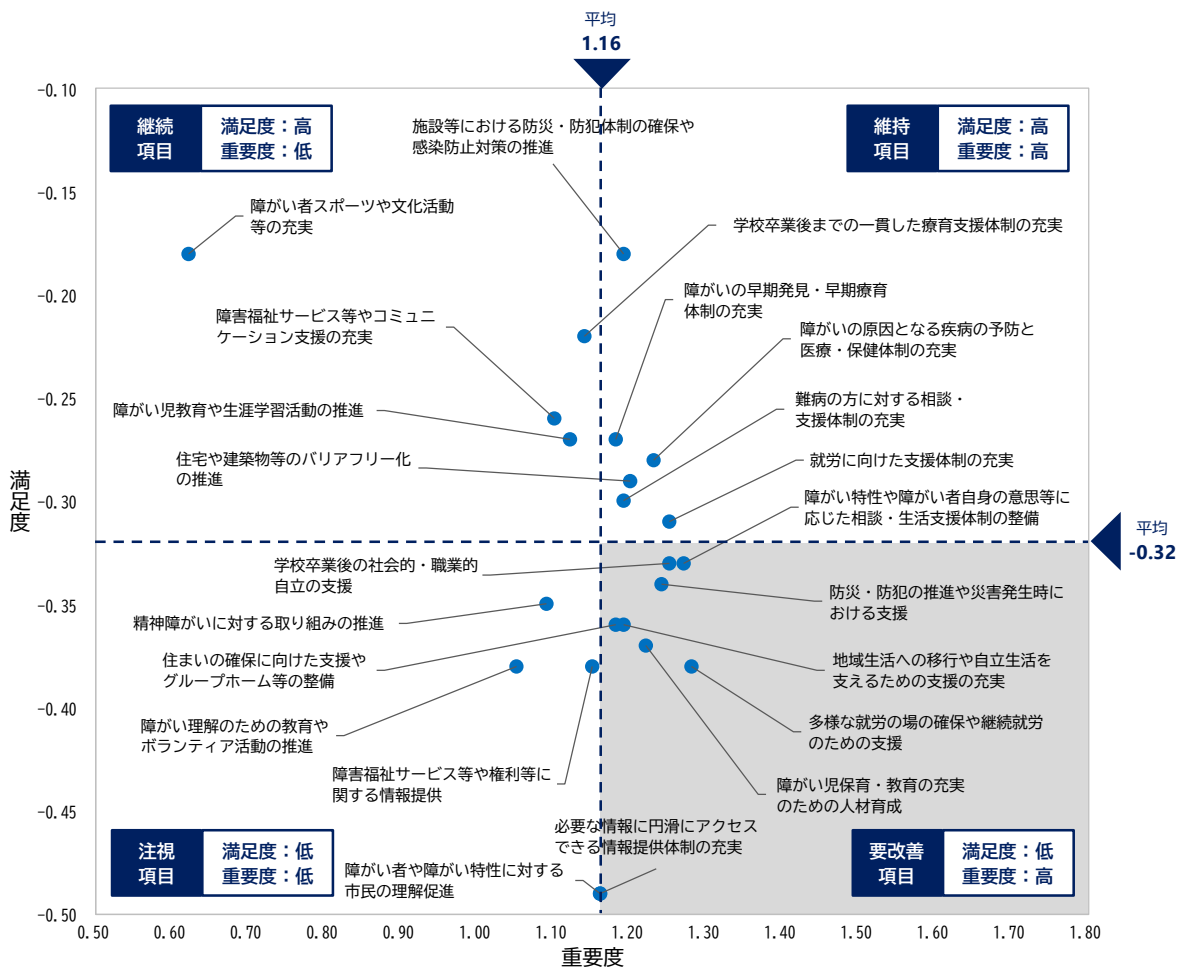 平均
1.16
-0.10
継続
項目
満足度：高
重要度：低
施設等における防災・防犯体制の確保や
感染防止対策の推進
維持
項目
満足度：高
重要度：高
-0.15
障がい者スポーツや文化活動
等の充実
学校卒業後までの一貫した療育支援体制の充実
-0.20
障がいの早期発見・早期療育
体制の充実
障害福祉サービス等やコミュニ
ケーション支援の充実
障がいの原因となる疾病の予防と
医療・保健体制の充実
-0.25
障がい児教育や生涯学習活動の推進
難病の方に対する相談・
支援体制の充実
住宅や建築物等のバリアフリー化
の推進
就労に向けた支援体制の充実
満足度
-0.30
障がい特性や障がい者自身の意思等に
応じた相談・生活支援体制の整備
平均
-0.32
学校卒業後の社会的・職業的
自立の支援
防災・防犯の推進や災害発生時に
おける支援
-0.35
精神障がいに対する取り組みの推進
住まいの確保に向けた支援や
グループホーム等の整備
地域生活への移行や自立生活を
支えるための支援の充実
-0.40
障がい理解のための教育や
ボランティア活動の推進
多様な就労の場の確保や継続就労
のための支援
障害福祉サービス等や権利等に
関する情報提供
障がい児保育・教育の充実
のための人材育成
-0.45
必要な情報に円滑にアクセス
できる情報提供体制の充実
注視
項目
満足度：低
重要度：低
障がい者や障がい特性に対する
市民の理解促進
要改善
項目
満足度：低
重要度：高
-0.50
0.50
0.60
0.70
0.80
0.90
1.00
1.10
1.20
1.30
1.40
1.50
1.60
1.70
1.80
重要度